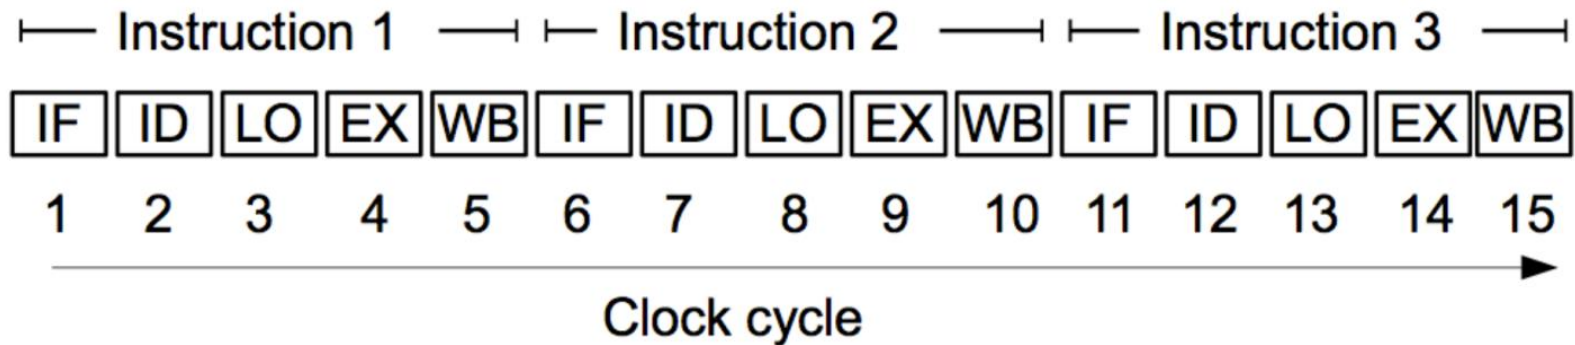 Instruction 1 Instruction 2 Instruction 3
IF ID LO EX WB IF ID LO EX WB IF ID LO EX WB
1 2 3 4 5 6 7 8 9 10 11 12 13 14 15
Clock cycle